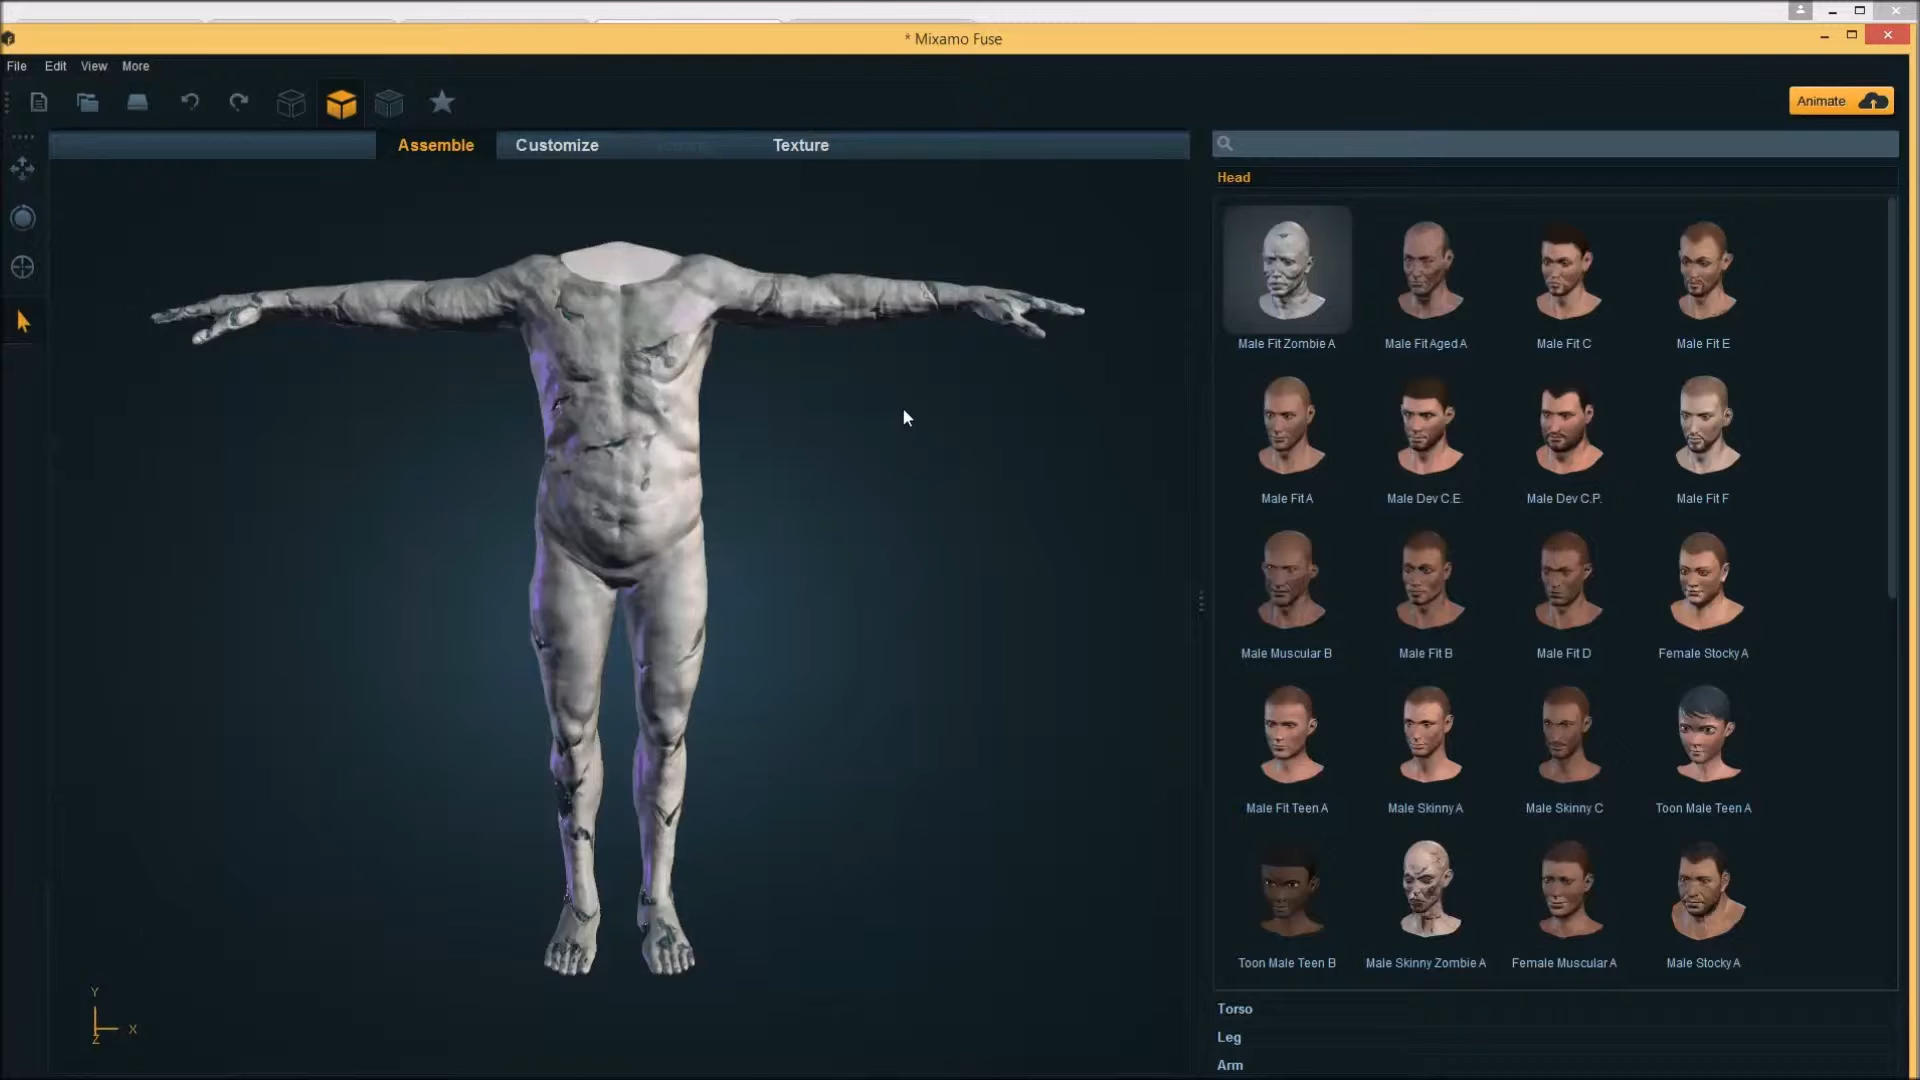 * Mixamo Fuse
File Edit View More
Animate
Assemble Customize Texture
Head
Male Fit Zombie A Male Fit Aged A Male Fit C Male Fit E
Male Fit A Male Dev C.E. Male Dev C.P. Male Fit F
Male Muscular B Male Fit B Male Fit D Female Stocky A
Male Fit Teen A Male Skinny A Male Skinny C Toon Male Teen A
Toon Male Teen B Male Skinny Zombie A Female Muscular A Male Stocky A
Torso
Leg
Arm
Y
X
Z